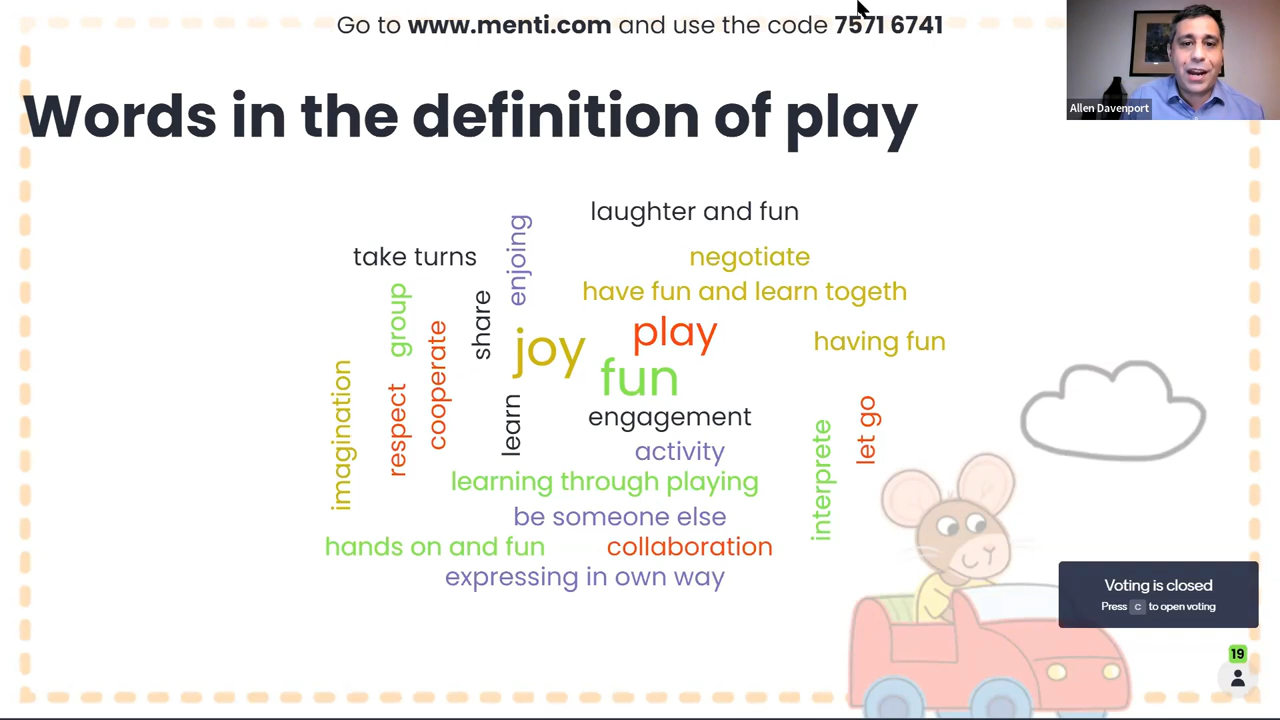 Go to www.menti.com and use the code 7571 6741
Allen Davenport
Words in the definition of play
laughter and fun
take turns
enjoing
negotiate
group
share
have fun and learn togeth
cooperate
joy
play
having fun
fun
imagination
respect
learn
engagement
interprete
let go
activity
learning through playing
be someone else
hands on and fun
collaboration
expressing in own way
Voting is closed
Press C to open voting
19